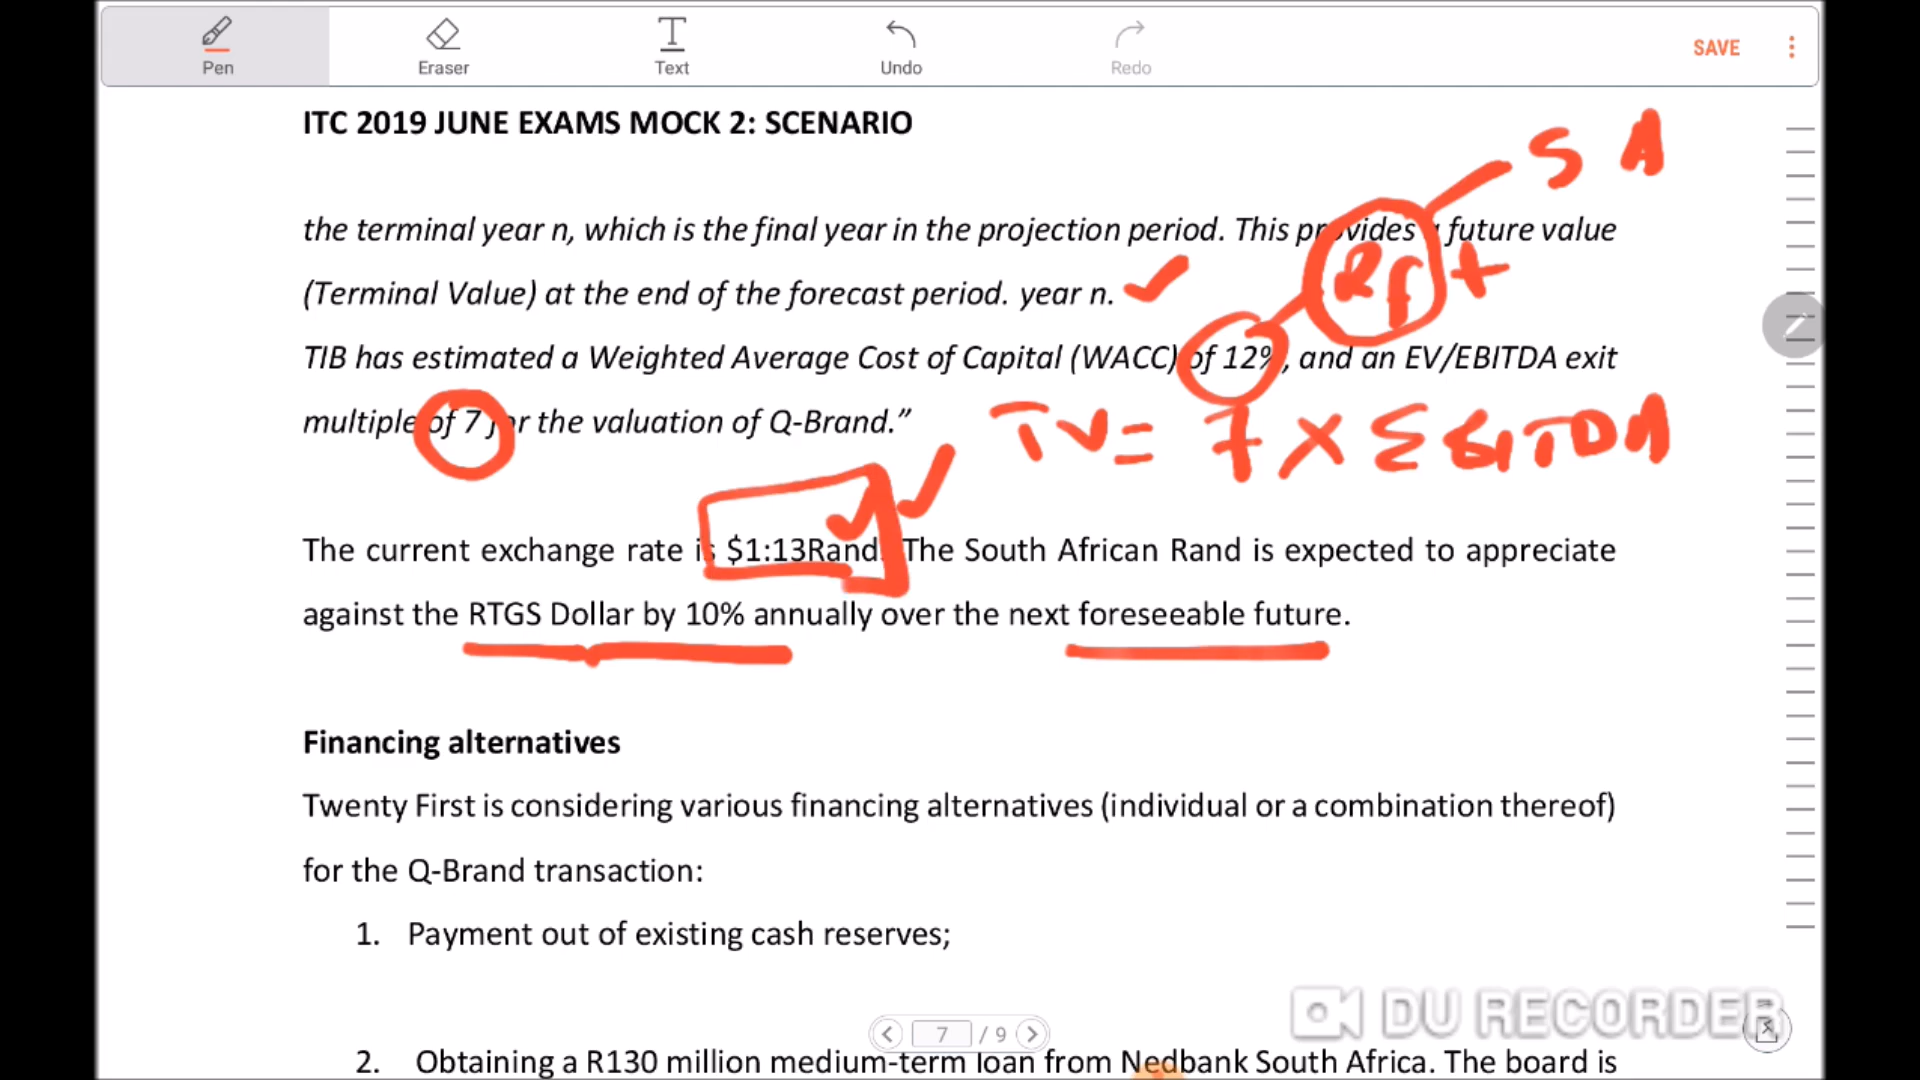 Pen
Eraser
Text
Undo
Redo
SAVE
ITC 2019 JUNE EXAMS MOCK 2: SCENARIO
S A
the terminal year n, which is the final year in the projection period. This provides a future value
Rf +
(Terminal Value) at the end of the forecast period. year n.
TIB has estimated a Weighted Average Cost of Capital (WACC) of 12%, and an EV/EBITDA exit
multiple of 7 for the valuation of Q-Brand.”
TV = 7 X EBITDA
The current exchange rate is $1:13Rand. The South African Rand is expected to appreciate
against the RTGS Dollar by 10% annually over the next foreseeable future.
Financing alternatives
Twenty First is considering various financing alternatives (individual or a combination thereof)
for the Q-Brand transaction:
1. Payment out of existing cash reserves;
7 / 9
DU RECORDER
2. Obtaining a R130 million medium-term loan from Nedbank South Africa. The board is